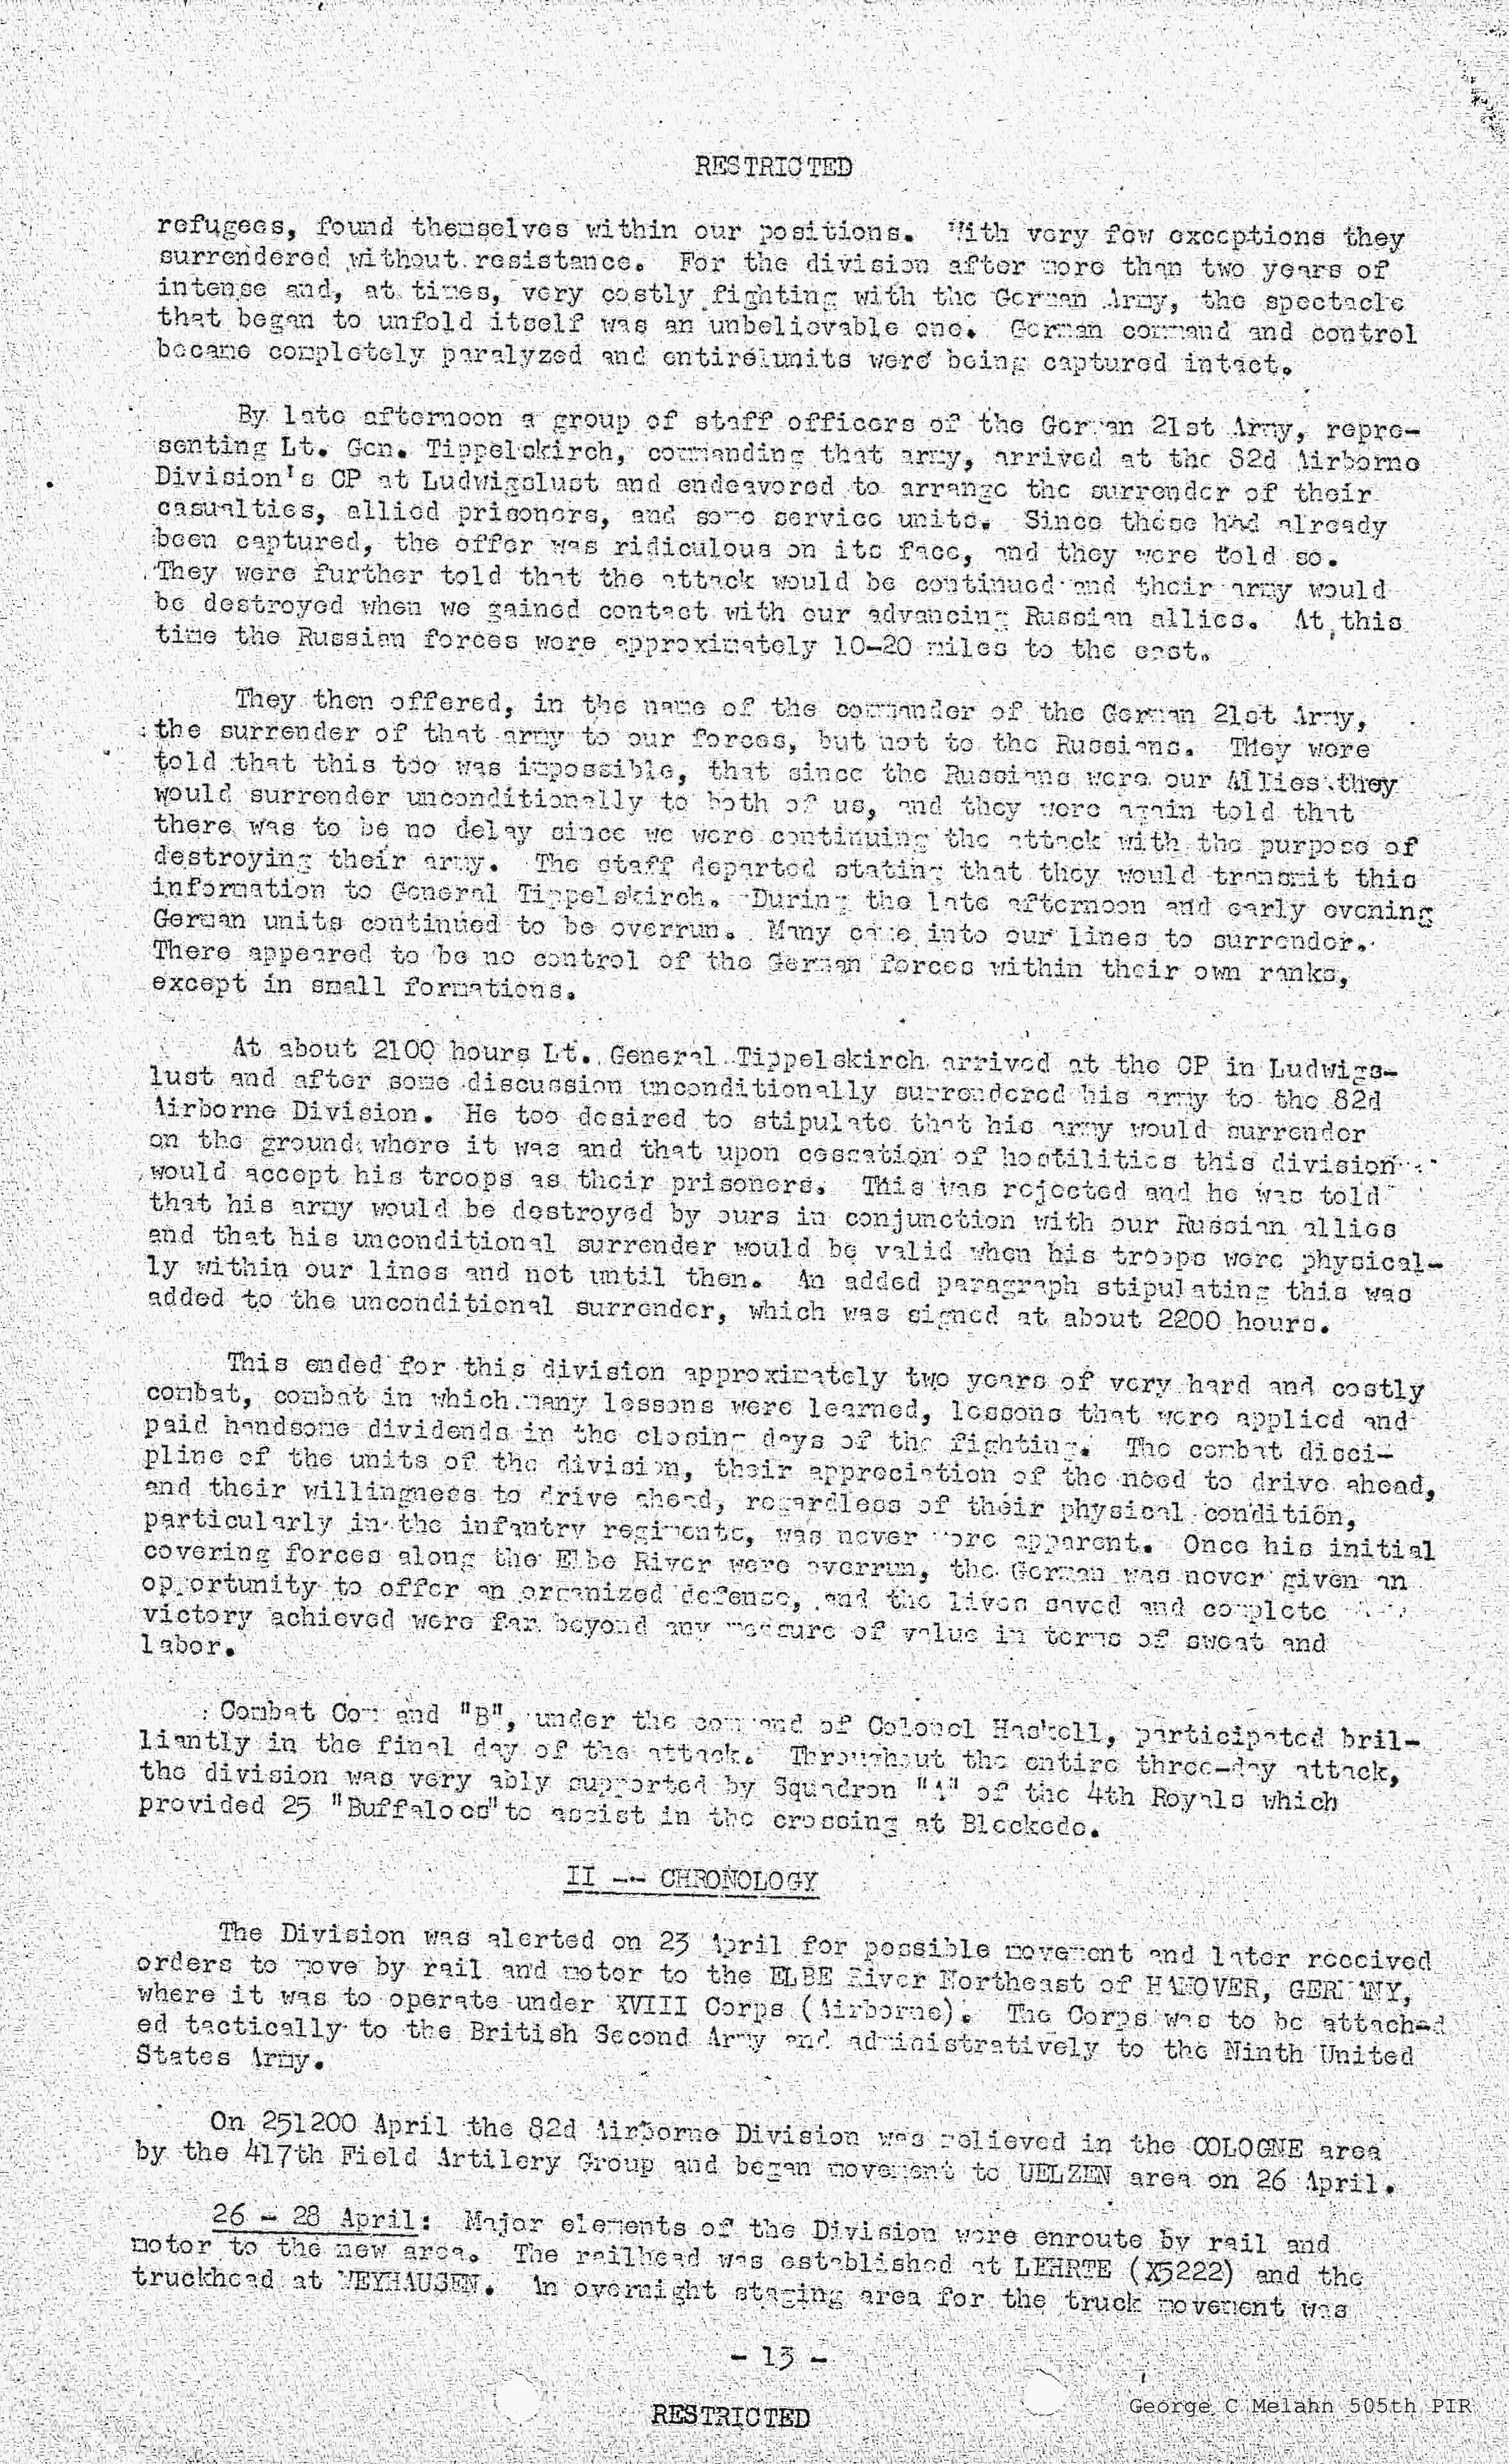 RESTRICTED
refugees, found themselves within our positions. With very few exceptions they
surrendered without resistance. For the division after more than two years of
intense and, at times, very costly fighting with the German Army, the spectacle
that began to unfold itself was an unbelievable one. German command and control
became completely paralyzed and entire units were being captured intact.
By late afternoon a group of staff officers of the German 21st Army, repre-
senting Lt. Gen. Tippelskirch, commanding that army, arrived at the 82d Airborne
Division's CP at Ludwigslust and endeavored to arrange the surrender of their
casualties, allied prisoners, and some service units. Since these had already
been captured, the offer was ridiculous on its face, and they were told so.
They were further told that the attack would be continued and their army would
be destroyed when we gained contact with our advancing Russian allies. At this
time the Russian forces were approximately 10-20 miles to the east.
They then offered, in the name of the commander of the German 21st Army,
the surrender of that army to our forces, but not to the Russians. They were
told that this too was impossible, that since the Russians were our Allies they
would surrender unconditionally to both of us, and they were again told that
there was to be no delay since we were continuing the attack with the purpose of
destroying their army. The staff departed stating that they would transmit this
information to General Tippelskirch. During the late afternoon and early evening
German units continued to be overrun. Many came into our lines to surrender.
There appeared to be no control of the German forces within their own ranks,
except in small formations.
At about 2100 hours Lt. General Tippelskirch arrived at the CP in Ludwigs-
lust and after some discussion unconditionally surrendered his army to the 82d
Airborne Division. He too desired to stipulate that his army would surrender
on the ground where it was and that upon cessation of hostilities this division
would accept his troops as their prisoners. This was rejected and he was told
that his army would be destroyed by ours in conjunction with our Russian allies
and that his unconditional surrender would be valid when his troops were physical-
ly within our lines and not until then. An added paragraph stipulating this was
added to the unconditional surrender, which was signed at about 2200 hours.
This ended for this division approximately two years of very hard and costly
combat, combat in which many lessons were learned, lessons that were applied and
paid handsome dividends in the closing days of the fighting. The combat disci-
pline of the units of the division, their appreciation of the need to drive ahead,
and their willingness to drive ahead, regardless of their physical condition,
particularly in the infantry regiments, was never more apparent. Once his initial
covering forces along the Elbe River were overrun, the German was never given an
opportunity to offer an organized defense, and the lives saved and complete
victory achieved were far beyond any measure of value in terms of sweat and
labor.
Combat Command "B", under the command of Colonel Haskell, participated bril-
liantly in the final day of the attack. Throughout the entire three-day attack,
the division was very ably supported by Squadron "A" of the 4th Royals which
provided 25 "Buffaloes" to assist in the crossing at Bleckede.
II -- CHRONOLOGY
The Division was alerted on 23 April for possible movement and later received
orders to move by rail and motor to the ELBE River Northeast of HANOVER, GERMANY,
where it was to operate under XVIII Corps (Airborne). The Corps was to be attach-
ed tactically to the British Second Army and administratively to the Ninth United
States Army.
On 251200 April the 82d Airborne Division was relieved in the COLOGNE area
by the 417th Field Artilery Group and began movement to UELZEN area on 26 April.
26 - 28 April: Major elements of the Division were enroute by rail and
motor to the new area. The railhead was established at LEHRTE (X5222) and the
truckhead at WEYHAUSEN. An overnight staging area for the truck movement was
- 13 -
RESTRICTED
George C Melahn 505th PIR